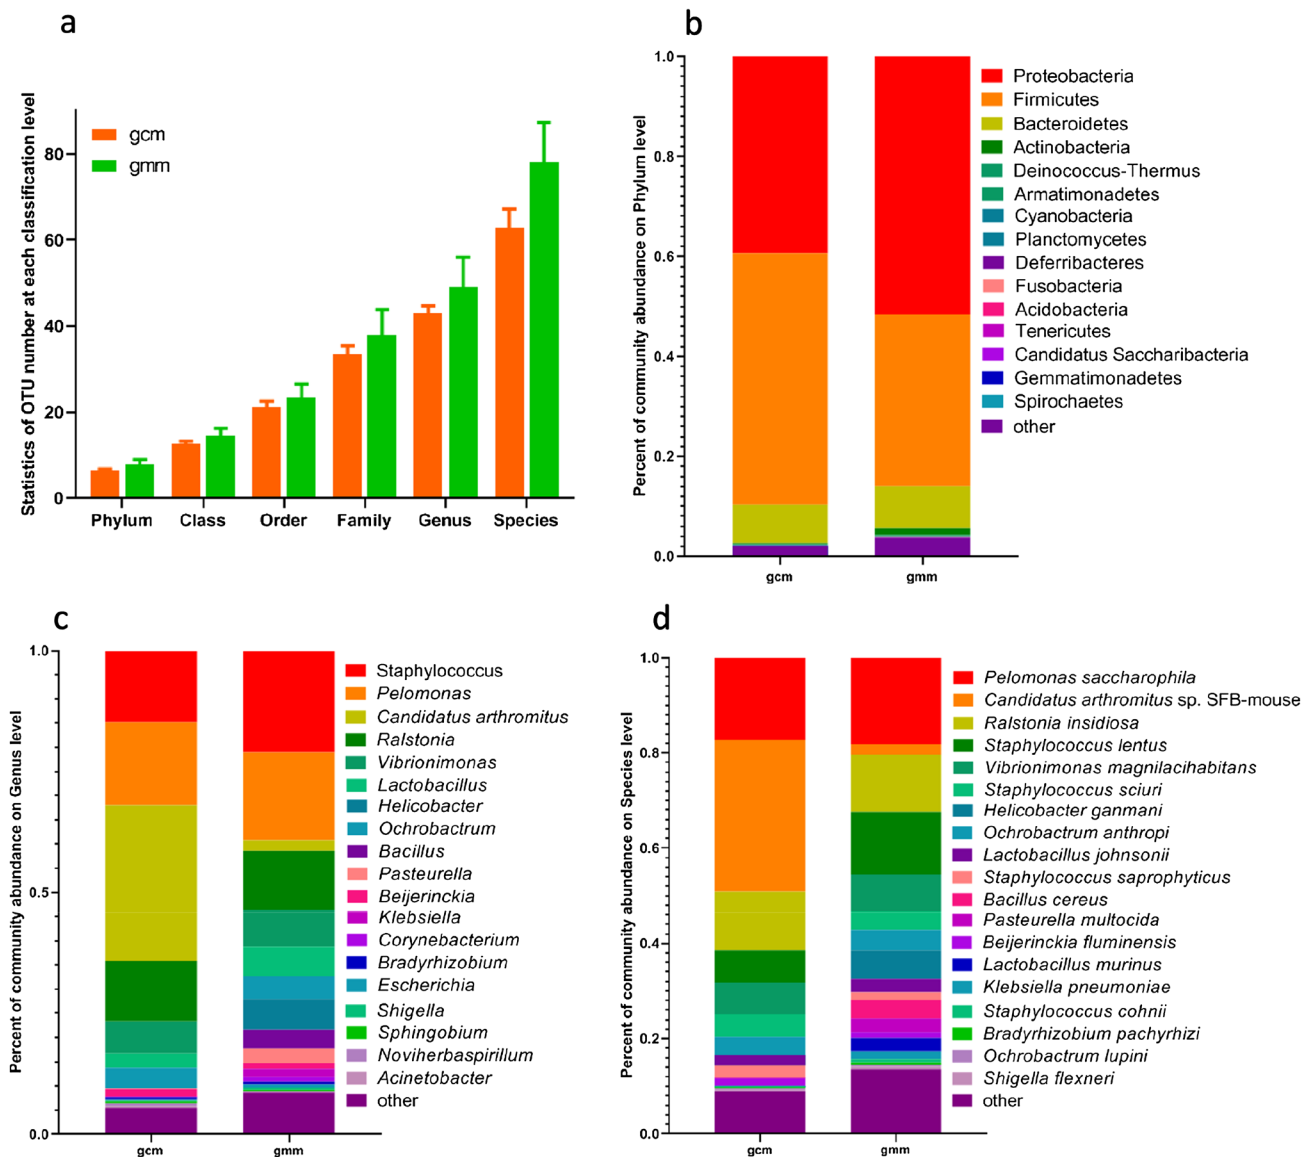 a
Statistics of OTU number at each classification level
80
60
40
20
0
gcm
gmm
Phylum
Class
Order
Family
Genus
Species
b
Percent of community abundance on Phylum level
1.0
0.8
0.6
0.4
0.2
0.0
gcm
gmm
Proteobacteria
Firmicutes
Bacteroidetes
Actinobacteria
Deinococcus-Thermus
Armatimonadetes
Cyanobacteria
Planctomycetes
Deferribacteres
Fusobacteria
Acidobacteria
Tenericutes
Candidatus Saccharibacteria
Gemmatimonadetes
Spirochaetes
other
c
Percent of community abundance on Genus level
1.0
0.5
0.0
gcm
gmm
Staphylococcus
Pelomonas
Candidatus arthromitus
Ralstonia
Vibrionimonas
Lactobacillus
Helicobacter
Ochrobactrum
Bacillus
Pasteurella
Beijerinckia
Klebsiella
Corynebacterium
Bradyrhizobium
Escherichia
Shigella
Sphingobium
Noviherbaspirillum
Acinetobacter
other
d
Percent of community abundance on Species level
1.0
0.8
0.6
0.4
0.2
0.0
gcm
gmm
Pelomonas saccharophila
Candidatus arthromitus sp. SFB-mouse
Ralstonia insidiosa
Staphylococcus lentus
Vibrionimonas magnilacihabitans
Staphylococcus sciuri
Helicobacter ganmani
Ochrobactrum anthropi
Lactobacillus johnsonii
Staphylococcus saprophyticus
Bacillus cereus
Pasteurella multocida
Beijerinckia fluminensis
Lactobacillus murinus
Klebsiella pneumoniae
Staphylococcus cohnii
Bradyrhizobium pachyrhizi
Ochrobactrum lupini
Shigella flexneri
other